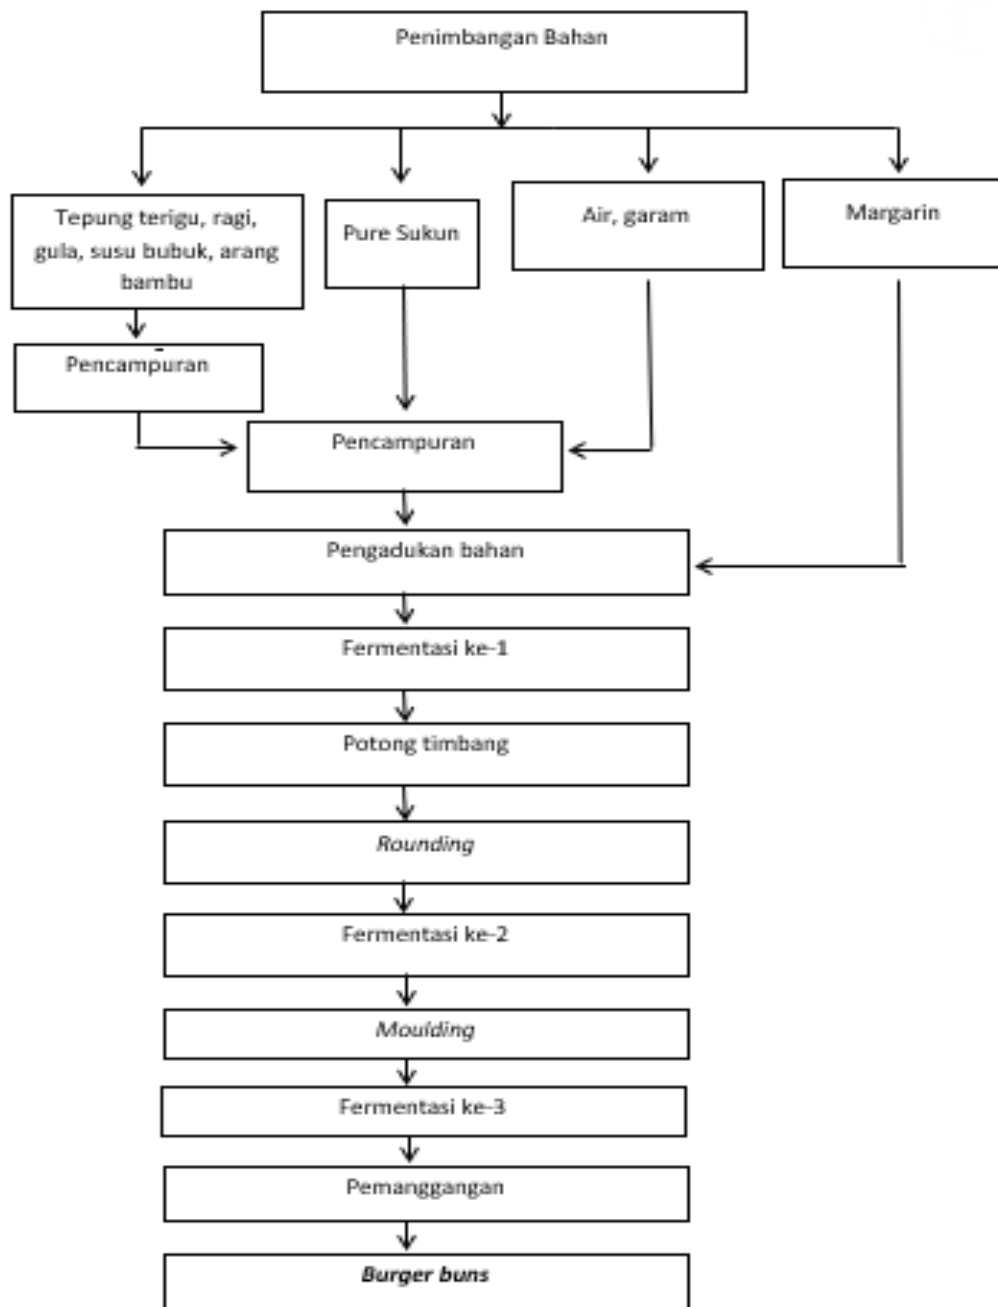 Penimbangan Bahan
Tepung terigu, ragi,
gula, susu bubuk, arang
bambu
Pure Sukun
Air, garam
Margarin
Pencampuran
Pencampuran
Pengadukan bahan
Fermentasi ke-1
Potong timbang
Rounding
Fermentasi ke-2
Moulding
Fermentasi ke-3
Pemanggangan
Burger buns